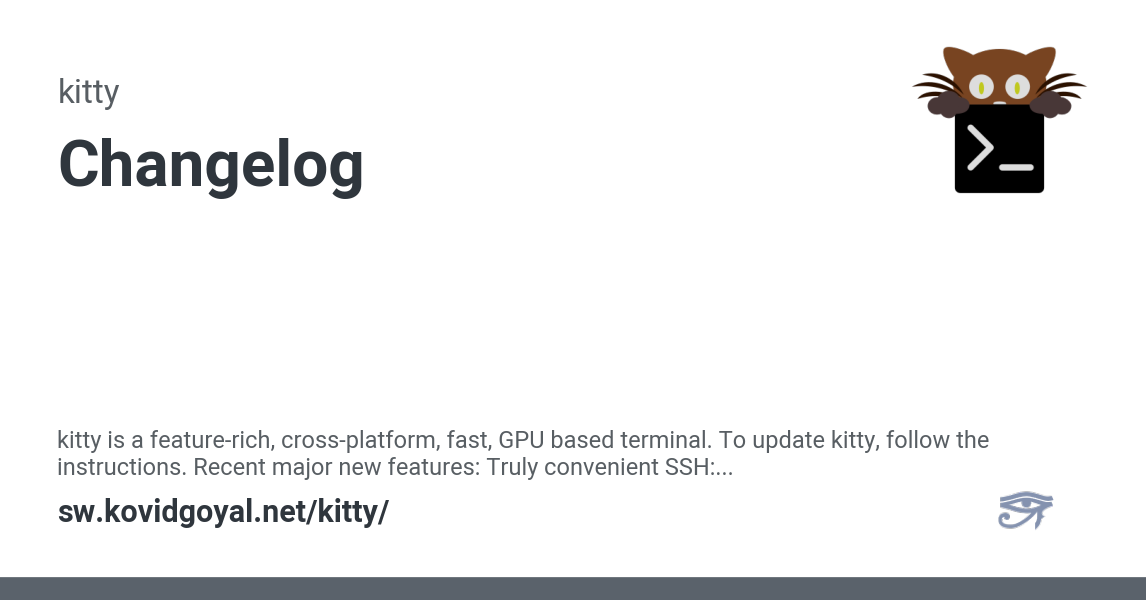 kitty
Changelog
>_
kitty is a feature-rich, cross-platform, fast, GPU based terminal. To update kitty, follow the
instructions. Recent major new features: Truly convenient SSH:...
sw.kovidgoyal.net/kitty/